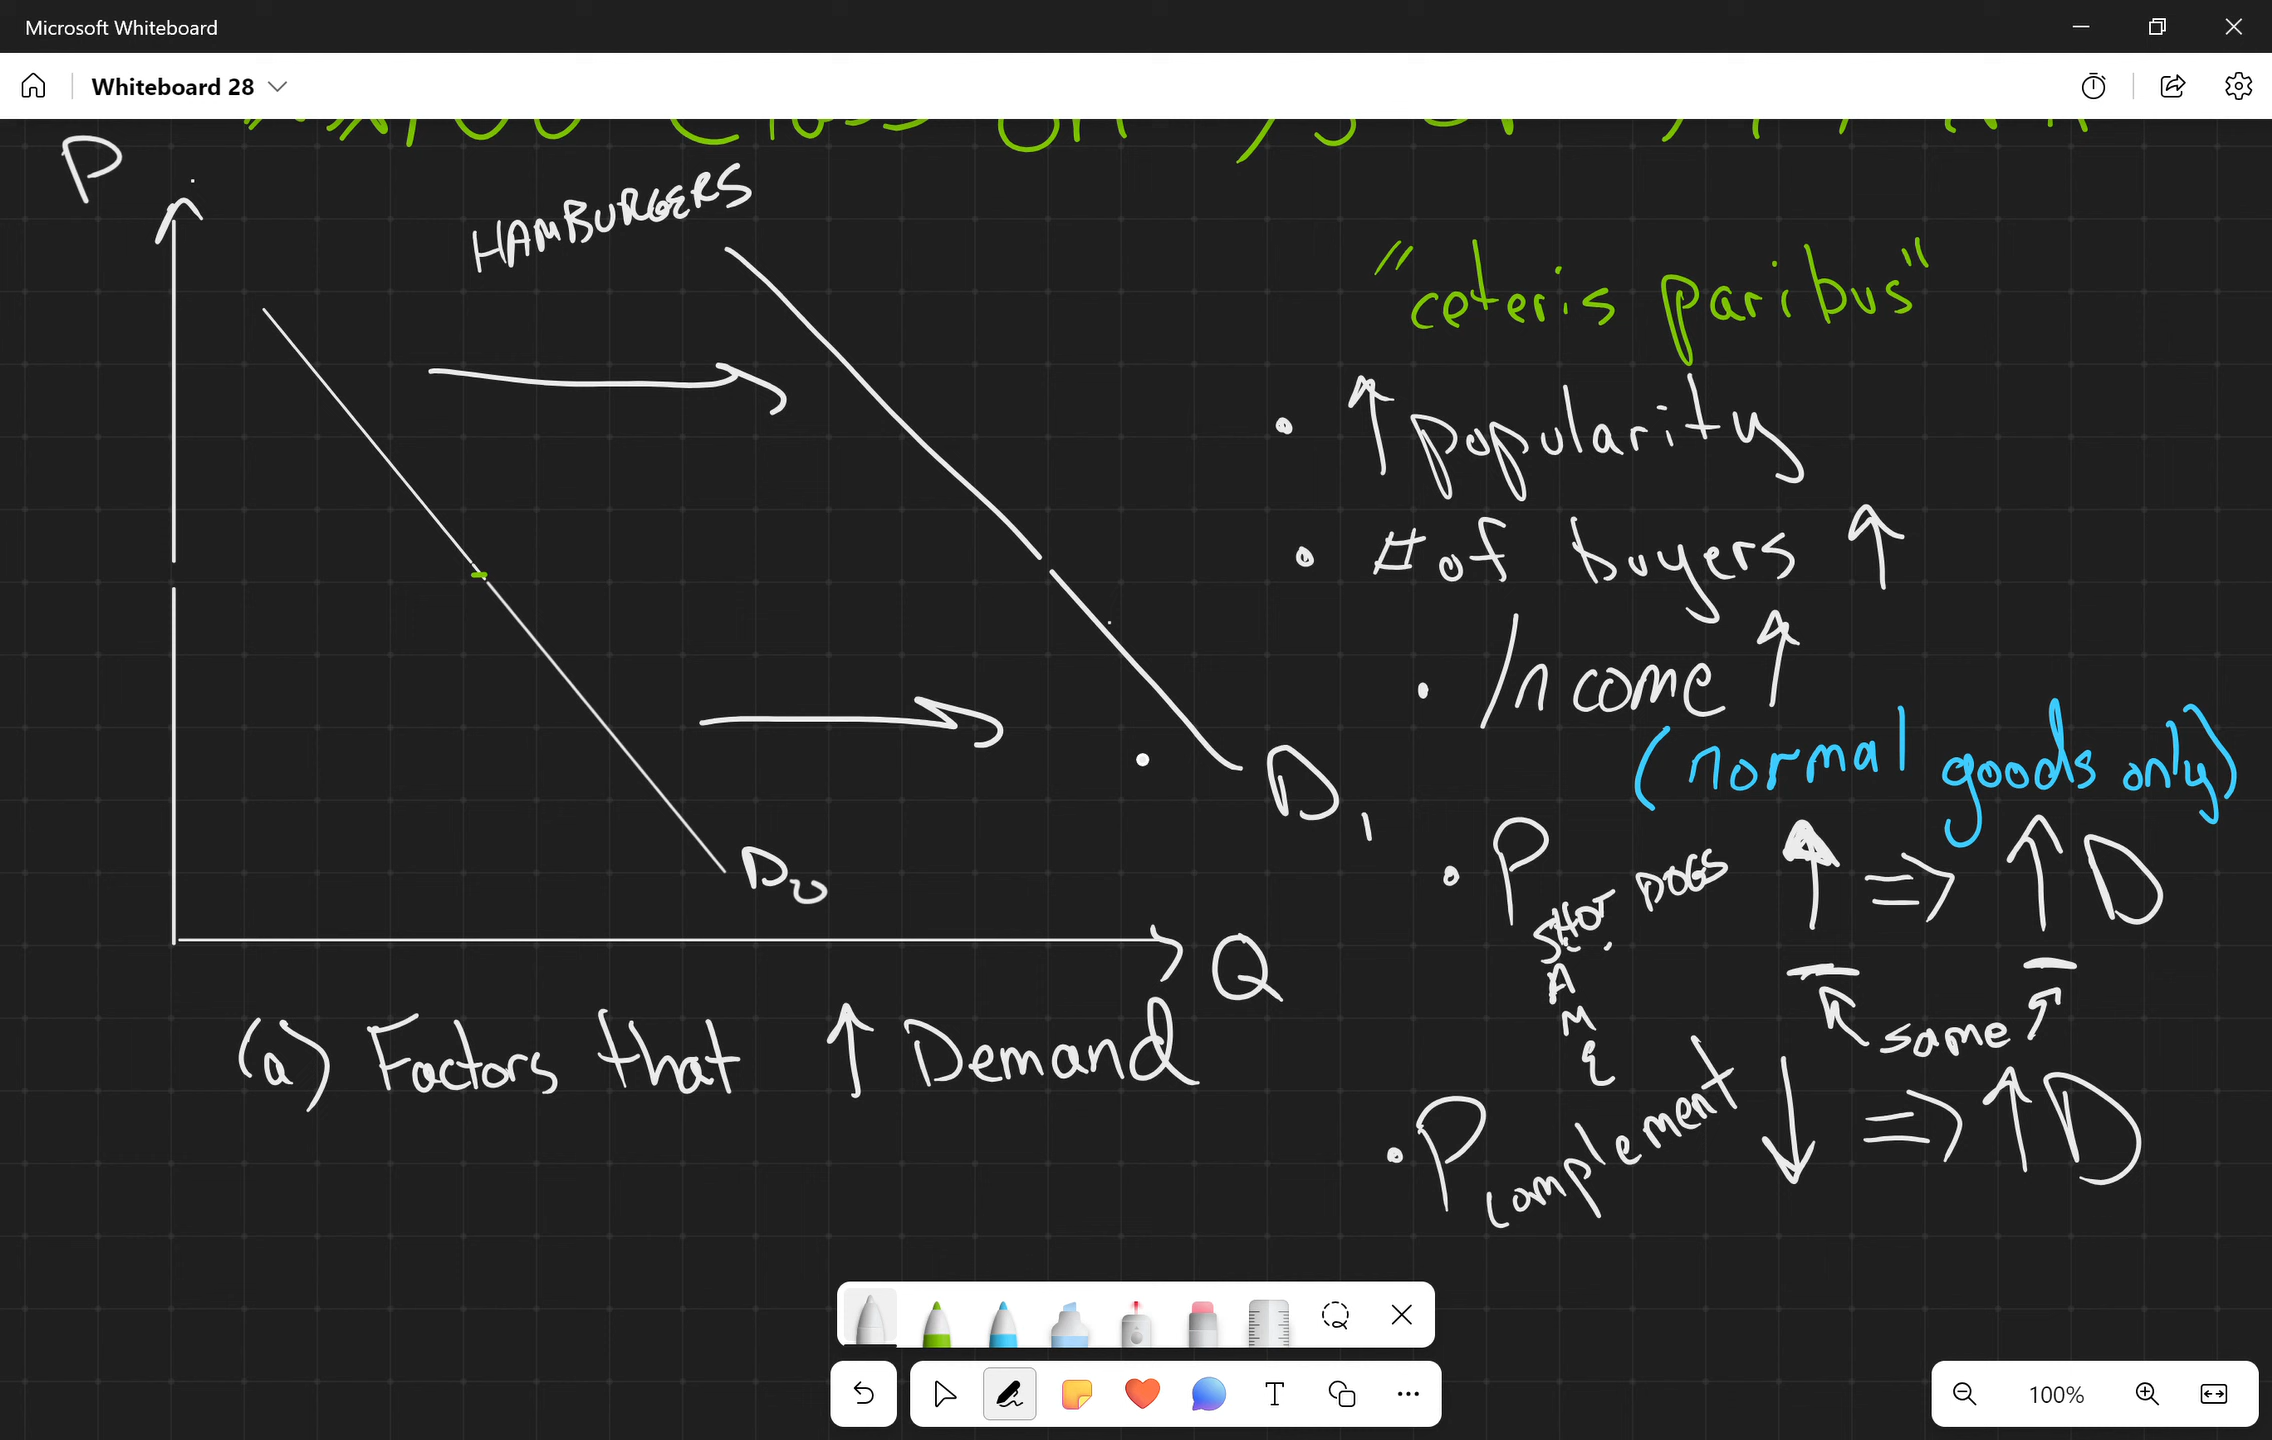 Microsoft Whiteboard
Whiteboard 28
P
HAMBURGERS
"ceteris paribus"
• ↑ popularity
• # of buyers ↑
• Income ↑
(normal goods only)
D₁
• P HOT DOGS ↑ => ↑ D
SAME
same
D₀
Q
(a) Factors that ↑ Demand
• P complement ↓ => ↑ D
100%